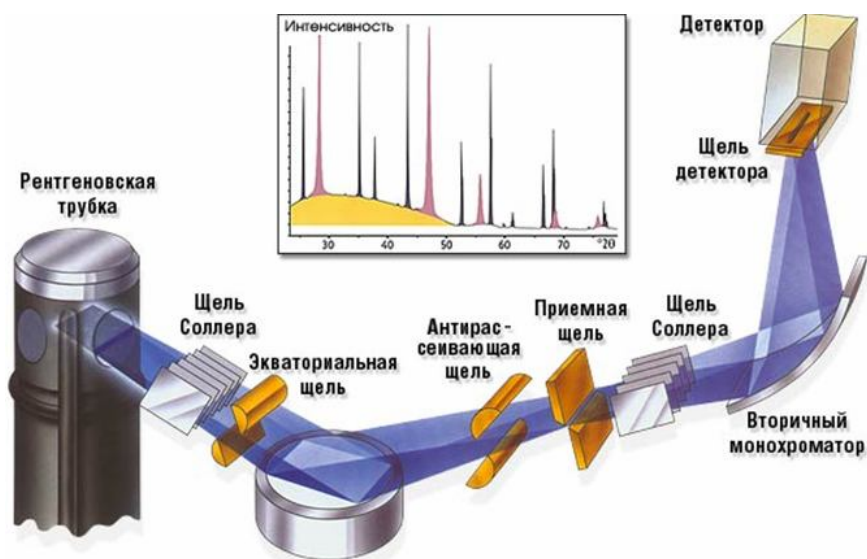 Интенсивность
30 40 50 60 70 °2θ
Детектор
Щель
детектора
Рентгеновская
трубка
Щель
Соллера
Экваториальная
щель
Антирас-
сеивающая
щель
Приемная
щель
Щель
Соллера
Вторичный
монохроматор